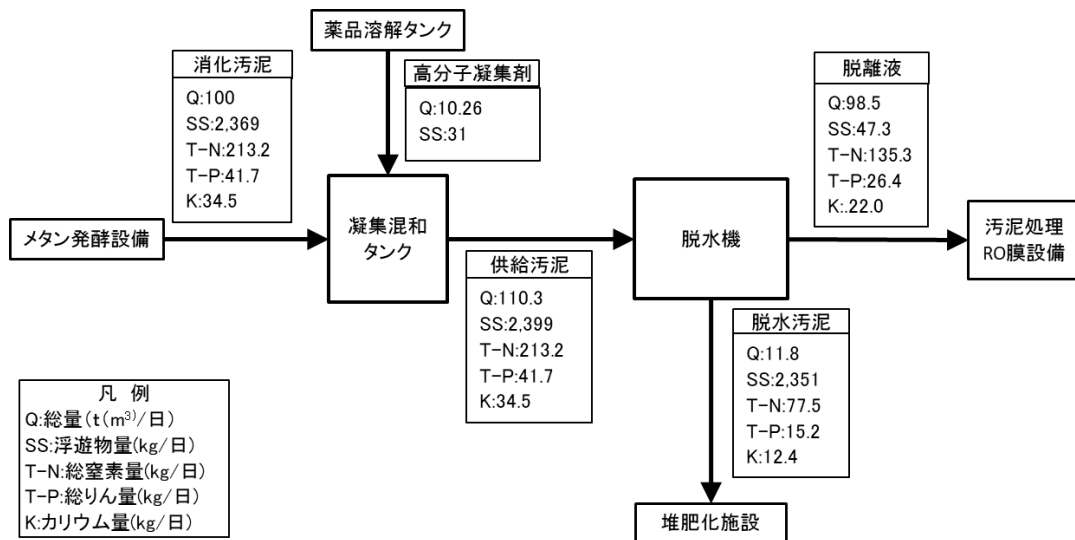 薬品溶解タンク
消化汚泥
Q:100
SS:2,369
T-N:213.2
T-P:41.7
K:34.5
高分子凝集剤
Q:10.26
SS:31
脱離液
Q:98.5
SS:47.3
T-N:135.3
T-P:26.4
K:.22.0
メタン発酵設備
凝集混和
タンク
脱水機
汚泥処理
RO膜設備
供給汚泥
Q:110.3
SS:2,399
T-N:213.2
T-P:41.7
K:34.5
脱水汚泥
Q:11.8
SS:2,351
T-N:77.5
T-P:15.2
K:12.4
凡 例
Q:総量(t(m³)/日)
SS:浮遊物量(kg/日)
T-N:総窒素量(kg/日)
T-P:総りん量(kg/日)
K:カリウム量(kg/日)
堆肥化施設